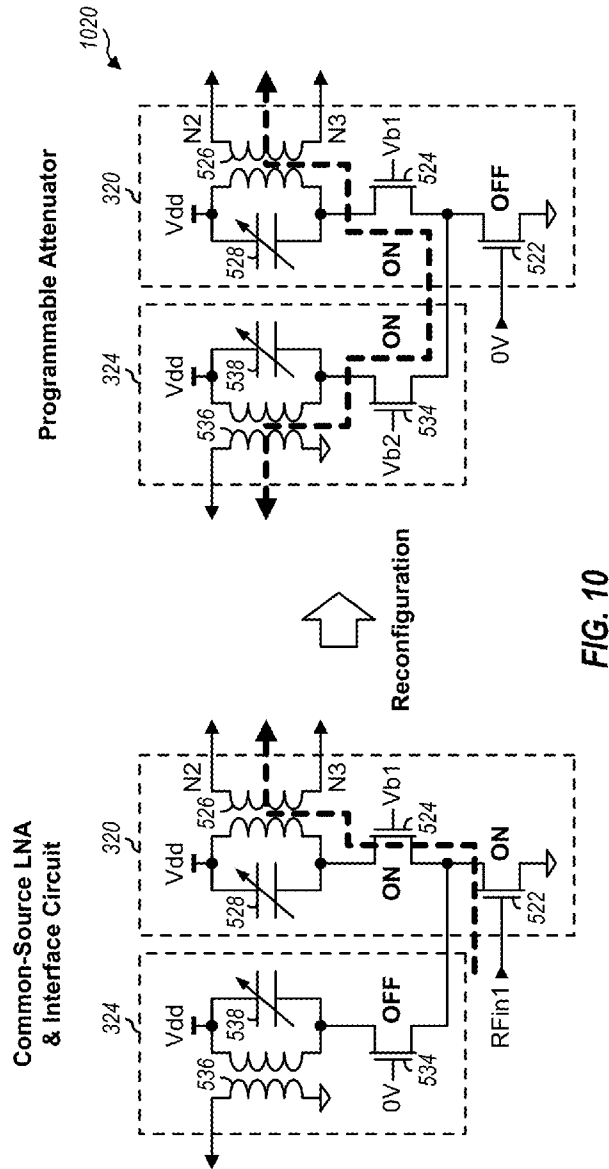 1020
Common-Source LNA
& Interface Circuit
324
320
Vdd
Vdd
N2
536
538
528
526
N3
OFF
ON
0V
534
524
Vb1
ON
RFin1
522
Reconfiguration
Programmable Attenuator
324
320
Vdd
Vdd
N2
536
538
528
526
N3
ON
ON
Vb2
534
524
Vb1
OFF
0V
522
FIG. 10